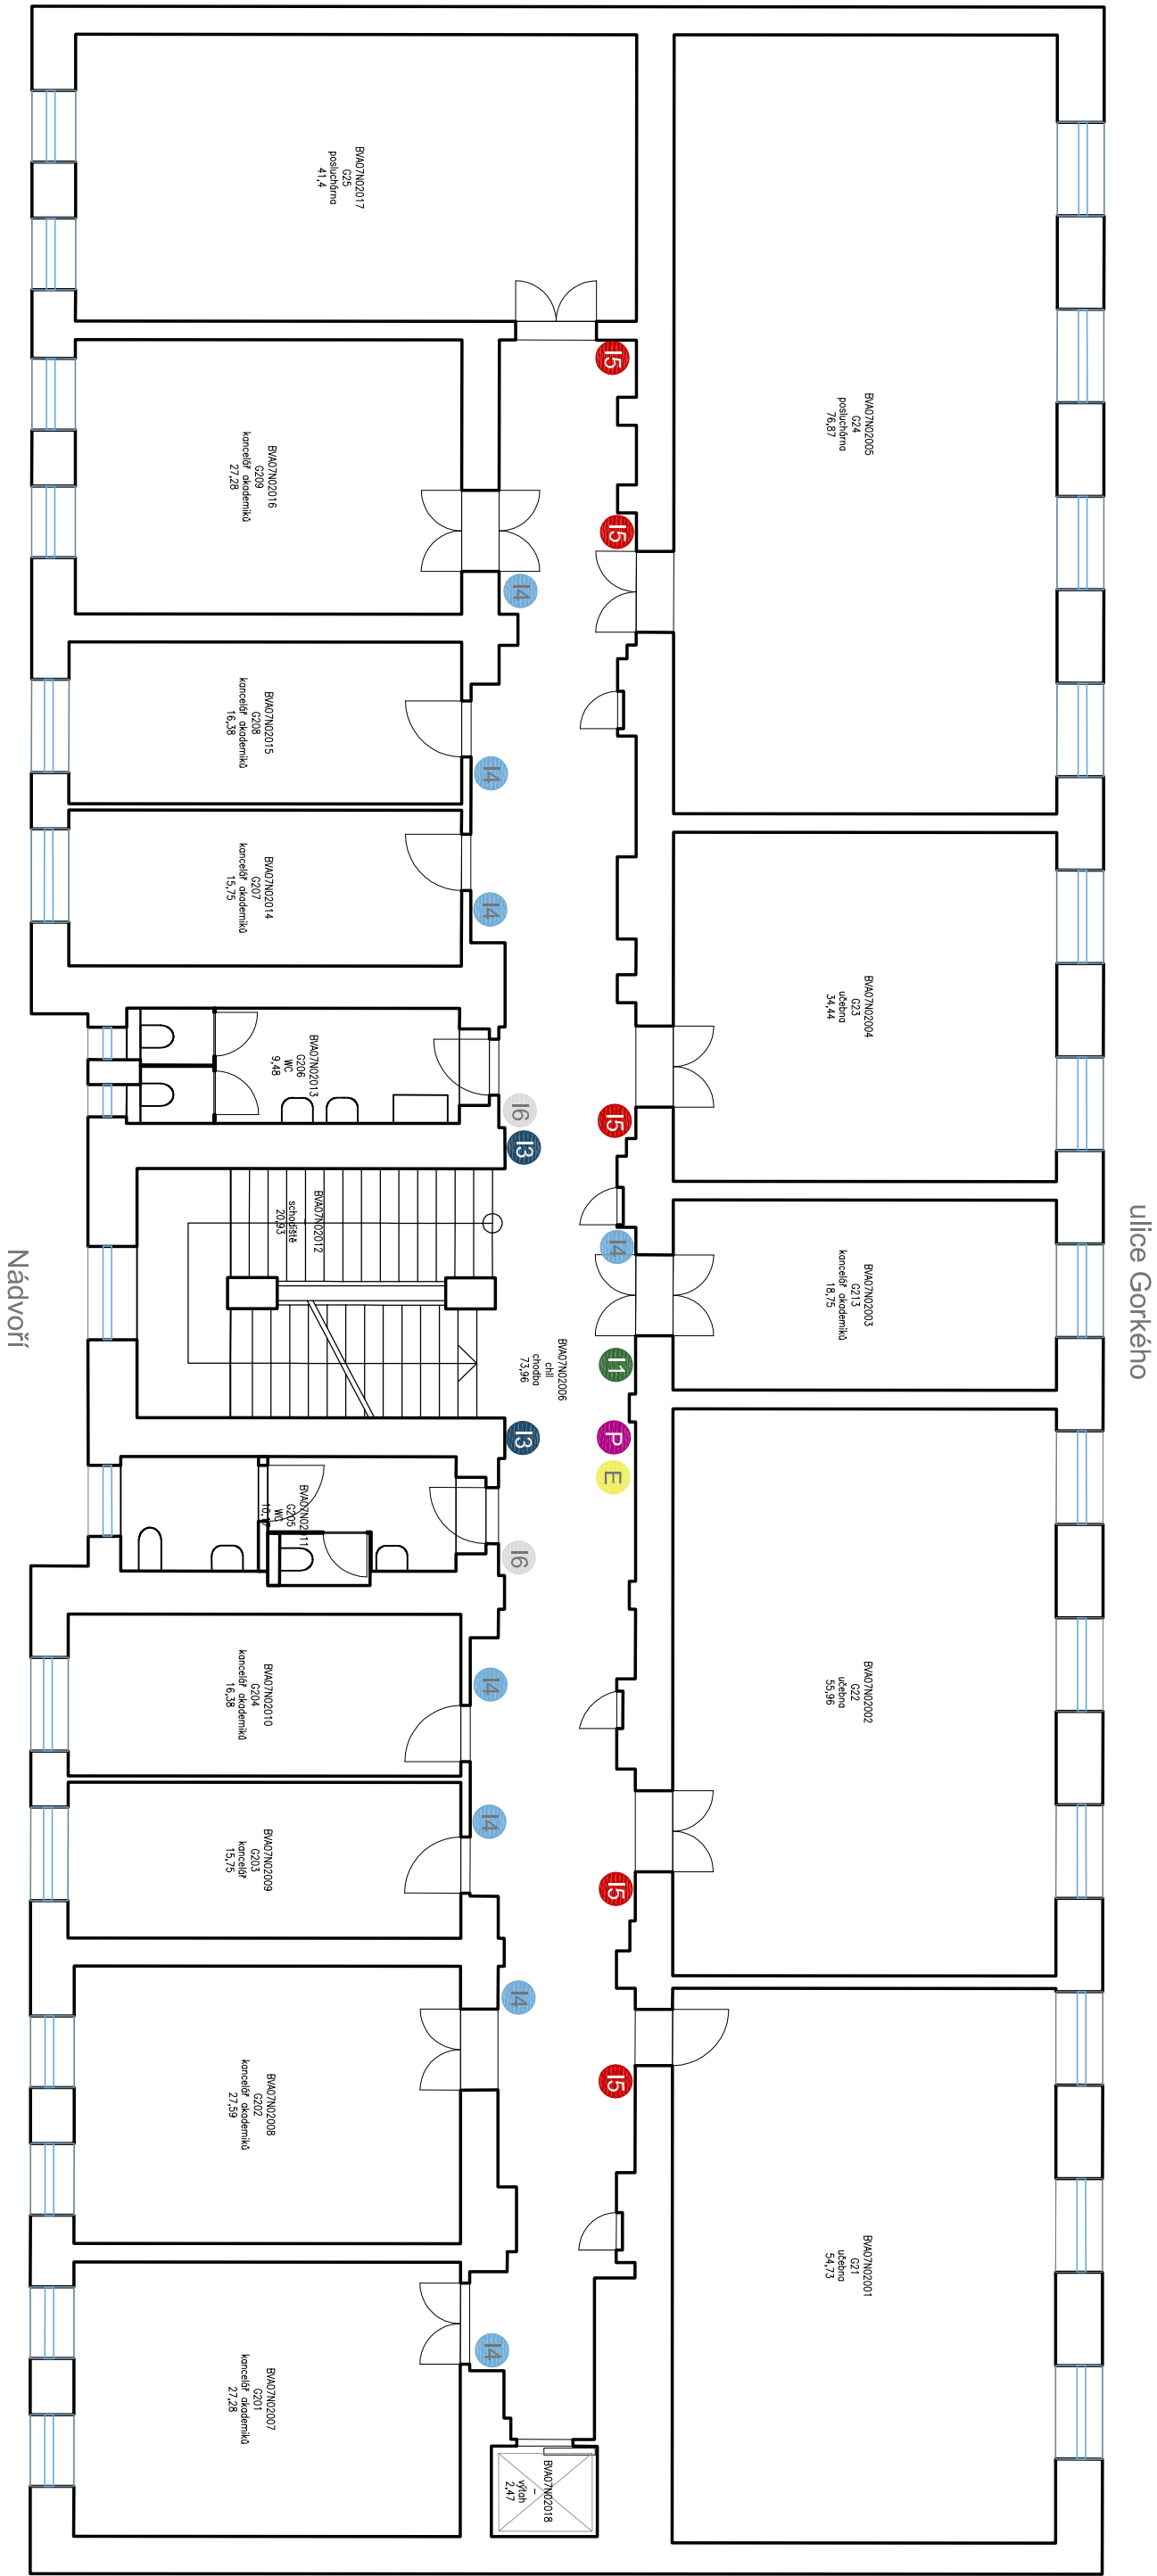 ulice Gorkého
BVA07N02005
G24
posluchárna
76,87
BVA07N02004
G23
učebna
34,44
BVA07N02003
G213
kancelář akademiků
18,75
BVA07N02002
G22
učebna
55,96
BVA07N02001
G21
učebna
54,73
I5
I5
I5
I4
I1
P
E
I5
I5
BVA07N02006
chll
chodba
73,96
BVA07N02018
-
výtah
2,47
I4
I4
I4
I6
I3
I3
I6
I4
I4
I4
I4
BVA07N02017
G25
posluchárna
41,4
BVA07N02016
G209
kancelář akademiků
27,28
BVA07N02015
G208
kancelář akademiků
16,38
BVA07N02014
G207
kancelář akademiků
15,75
BVA07N02013
G206
WC
9,48
BVA07N02012
schodiště
20,93
BVA07N02011
G205
WC
BVA07N02010
G204
kancelář akademiků
16,38
BVA07N02009
G203
kancelář
15,75
BVA07N02008
G202
kancelář akademiků
27,59
BVA07N02007
G201
kancelář akademiků
27,28
Nádvoří